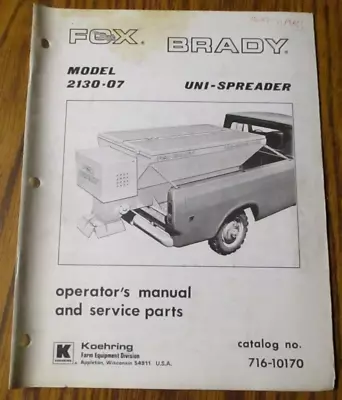 FOX® BRADY®
MODEL
2130-07
UNI-SPREADER
operator's manual
and service parts
K
KOEHRING
®
Koehring
Farm Equipment Division
Appleton, Wisconsin 54911 U.S.A.
catalog no.
716-10170